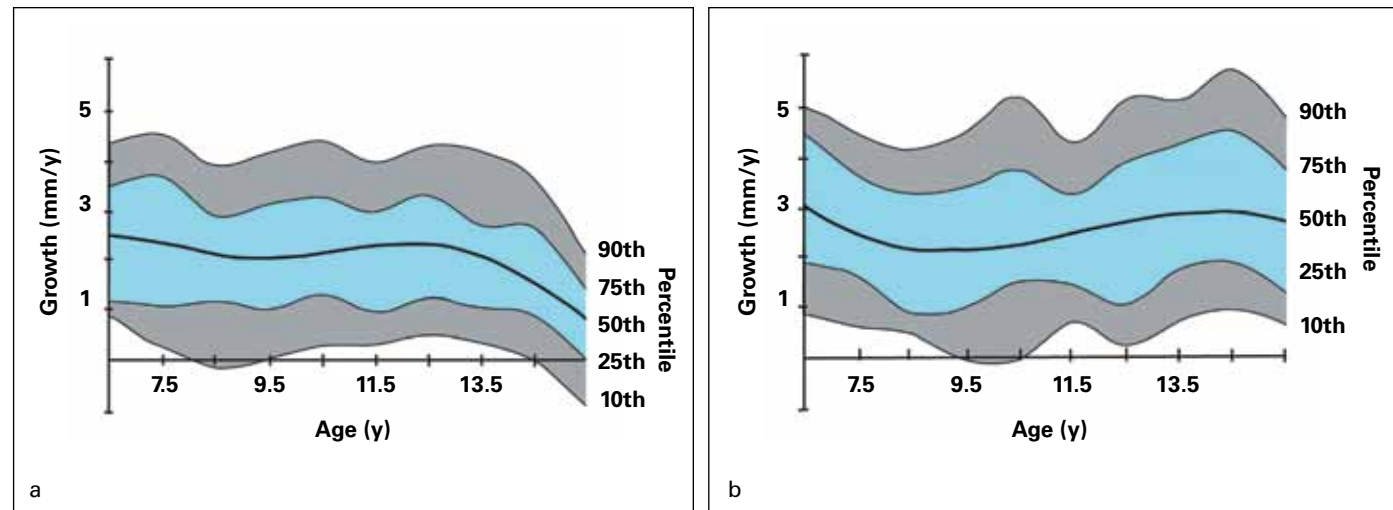 5
3
1
Growth (mm/y)
7.5 9.5 11.5 13.5
Age (y)
90th
75th
50th
25th
10th
Percentile
a
5
3
1
Growth (mm/y)
7.5 9.5 11.5 13.5
Age (y)
90th
75th
50th
25th
10th
Percentile
b